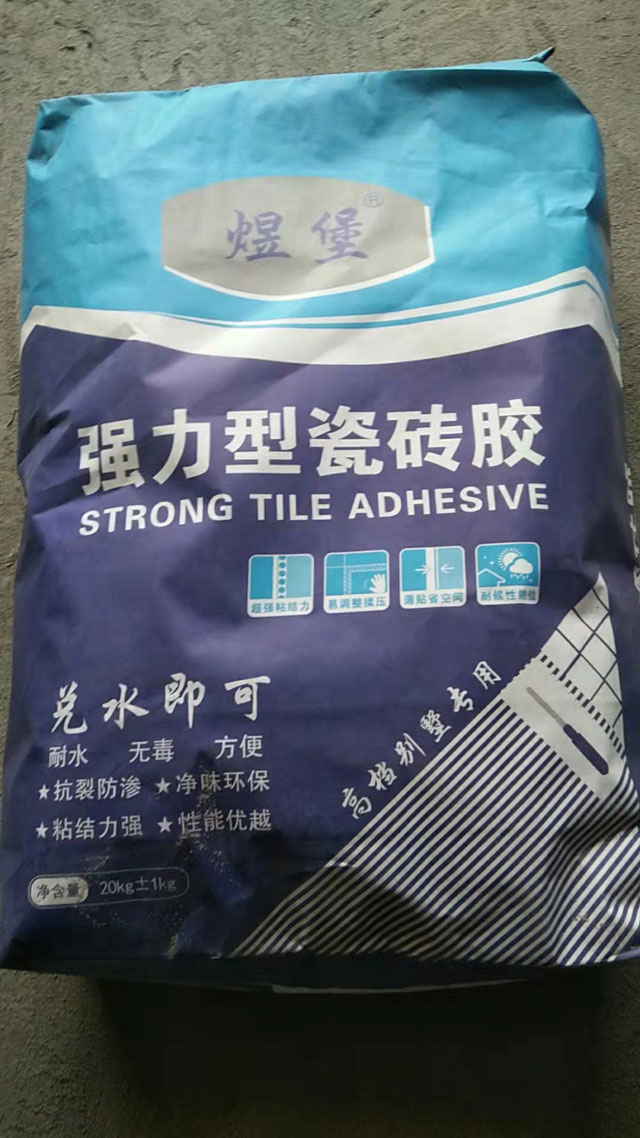 煜堡®
强力型瓷砖胶
STRONG TILE ADHESIVE
超强粘结力 易调整揉压 薄贴省空间 耐候性最佳
兑水即可
耐水 无毒 方便
★抗裂防渗 ★净味环保
★粘结力强 ★性能优越
高档别墅专用
净含量 20kg±1kg